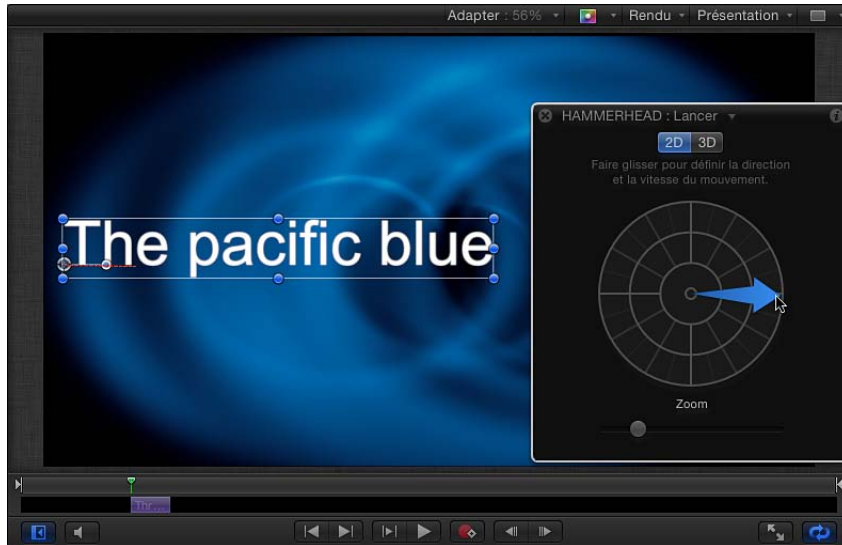 Adapter : 56% Rendu Présentation
HAMMERHEAD : Lancer
2D 3D
Faire glisser pour définir la direction
et la vitesse du mouvement.
The pacific blue
Zoom
Thr…